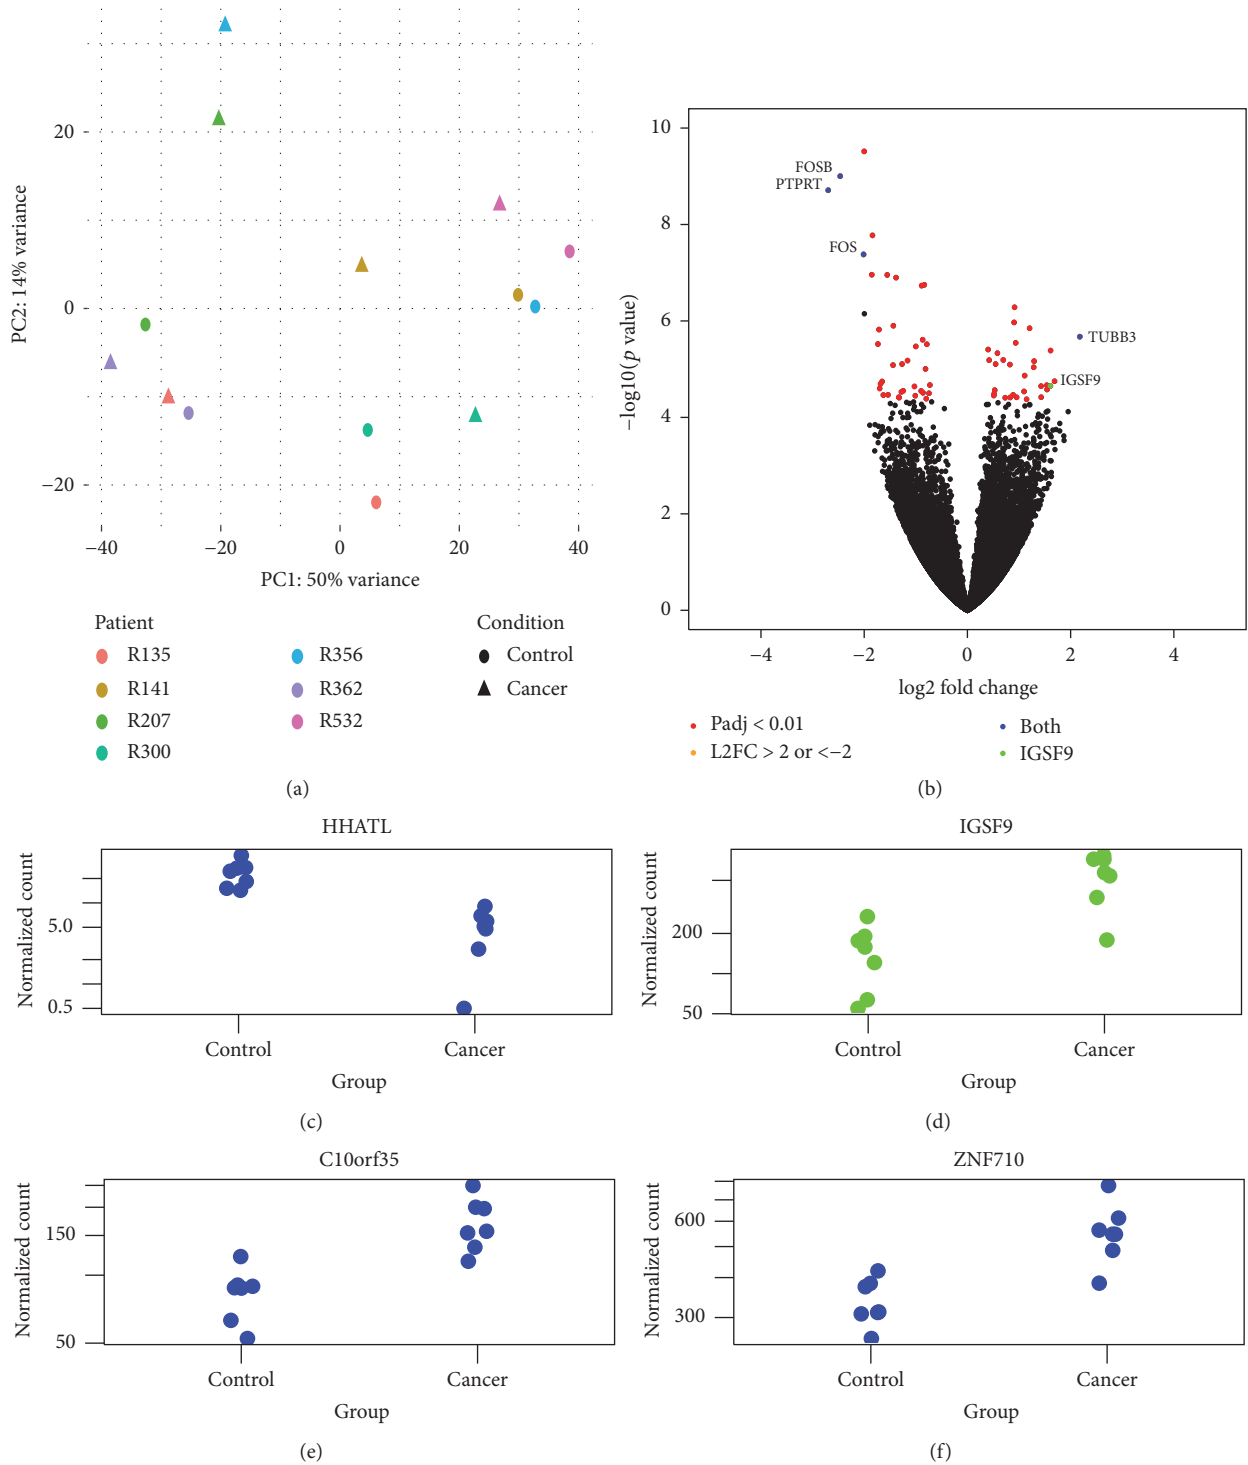 PC2: 14% variance
20
0
−20
−40
−20
0
20
40
PC1: 50% variance
Patient
R135
R141
R207
R300
R356
R362
R532
Condition
Control
Cancer
(a)
−log10(p value)
10
8
6
4
2
0
FOSB
PTPRT
FOS
TUBB3
IGSF9
−4
−2
0
2
4
log2 fold change
Padj < 0.01
L2FC > 2 or <−2
Both
IGSF9
(b)
HHATL
Normalized count
5.0
0.5
Control
Cancer
Group
(c)
IGSF9
Normalized count
200
50
Control
Cancer
Group
(d)
C10orf35
Normalized count
150
50
Control
Cancer
Group
(e)
ZNF710
Normalized count
600
300
Control
Cancer
Group
(f)